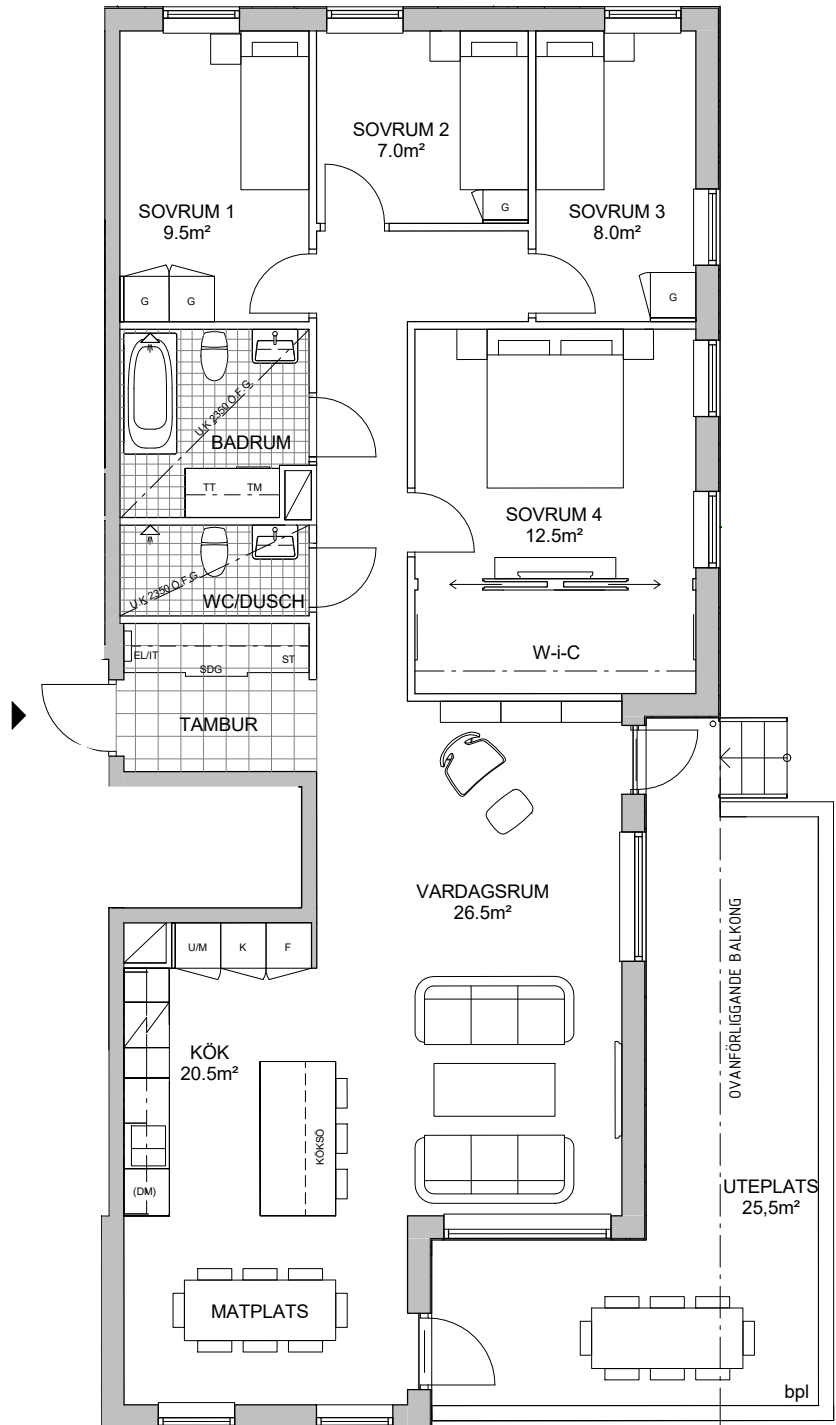 SOVRUM 2
7.0m²
SOVRUM 1
9.5m²
SOVRUM 3
8.0m²
G
G
G
G
U.K 2350 Ö.F.G
BADRUM
TT
TM
SOVRUM 4
12.5m²
U.K 2350 Ö.F.G
WC/DUSCH
EL/IT
SDG
ST
W-i-C
TAMBUR
VARDAGSRUM
26.5m²
OVANFÖRLIGGANDE BALKONG
U/M
K
F
KÖK
20.5m²
KÖKSÖ
(DM)
UTEPLATS
25,5m²
MATPLATS
bpl